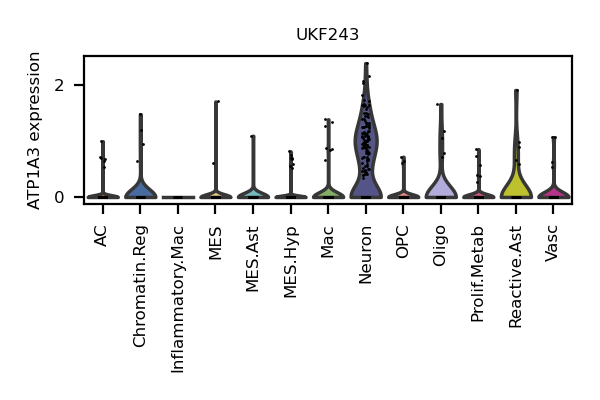 UKF243
ATP1A3 expression
2
0
AC
Chromatin.Reg
Inflammatory.Mac
MES
MES.Ast
MES.Hyp
Mac
Neuron
OPC
Oligo
Prolif.Metab
Reactive.Ast
Vasc